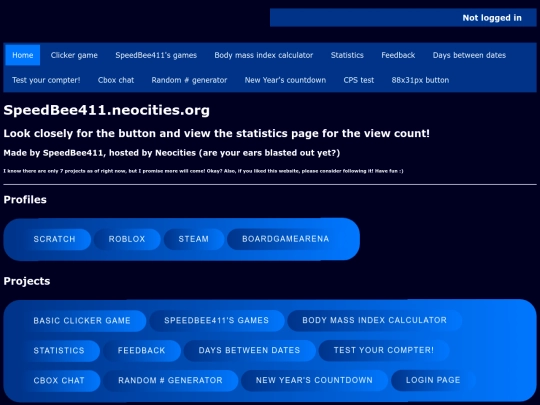 Not logged in
Home Clicker game SpeedBee411's games Body mass index calculator Statistics Feedback Days between dates
Test your compter! Cbox chat Random # generator New Year's countdown CPS test 88x31px button
SpeedBee411.neocities.org
Look closely for the button and view the statistics page for the view count!
Made by SpeedBee411, hosted by Neocities (are your ears blasted out yet?)
I know there are only 7 projects as of right now, but I promise more will come! Okay? Also, if you liked this website, please consider following it! Have fun :)
Profiles
SCRATCH ROBLOX STEAM BOARDGAMEARENA
Projects
BASIC CLICKER GAME SPEEDBEE411'S GAMES BODY MASS INDEX CALCULATOR
STATISTICS FEEDBACK DAYS BETWEEN DATES TEST YOUR COMPTER!
CBOX CHAT RANDOM # GENERATOR NEW YEAR'S COUNTDOWN LOGIN PAGE